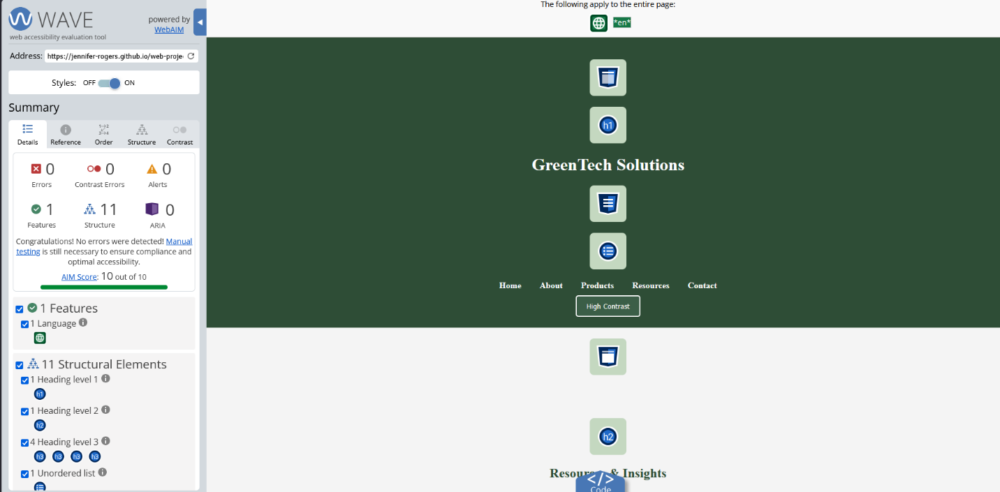 WAVE
web accessibility evaluation tool
powered by
WebAIM
Address: https://jennifer-rogers.github.io/web-proje
Styles: OFF ON
Summary
Details Reference Order Structure Contrast
0 0 0
Errors Contrast Errors Alerts
1 11 0
Features Structure ARIA
Congratulations! No errors were detected! Manual
testing is still necessary to ensure compliance and
optimal accessibility.
AIM Score: 10 out of 10
1 Features
1 Language
11 Structural Elements
1 Heading level 1
h1
1 Heading level 2
h2
4 Heading level 3
h3 h3 h3 h3
1 Unordered list
The following apply to the entire page:
*en*
h1
GreenTech Solutions
Home About Products Resources Contact
High Contrast
h2
& Insights
</>
Code